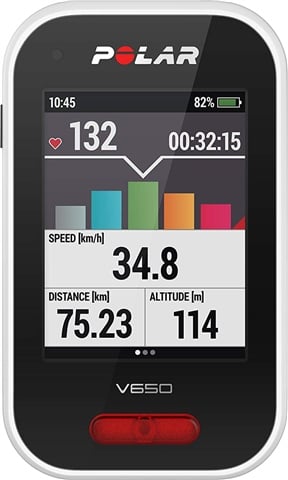 POLAR
10:45 82%
132 00:32:15
SPEED [km/h]
34.8
DISTANCE [km] ALTITUDE [m]
75.23 114
V650